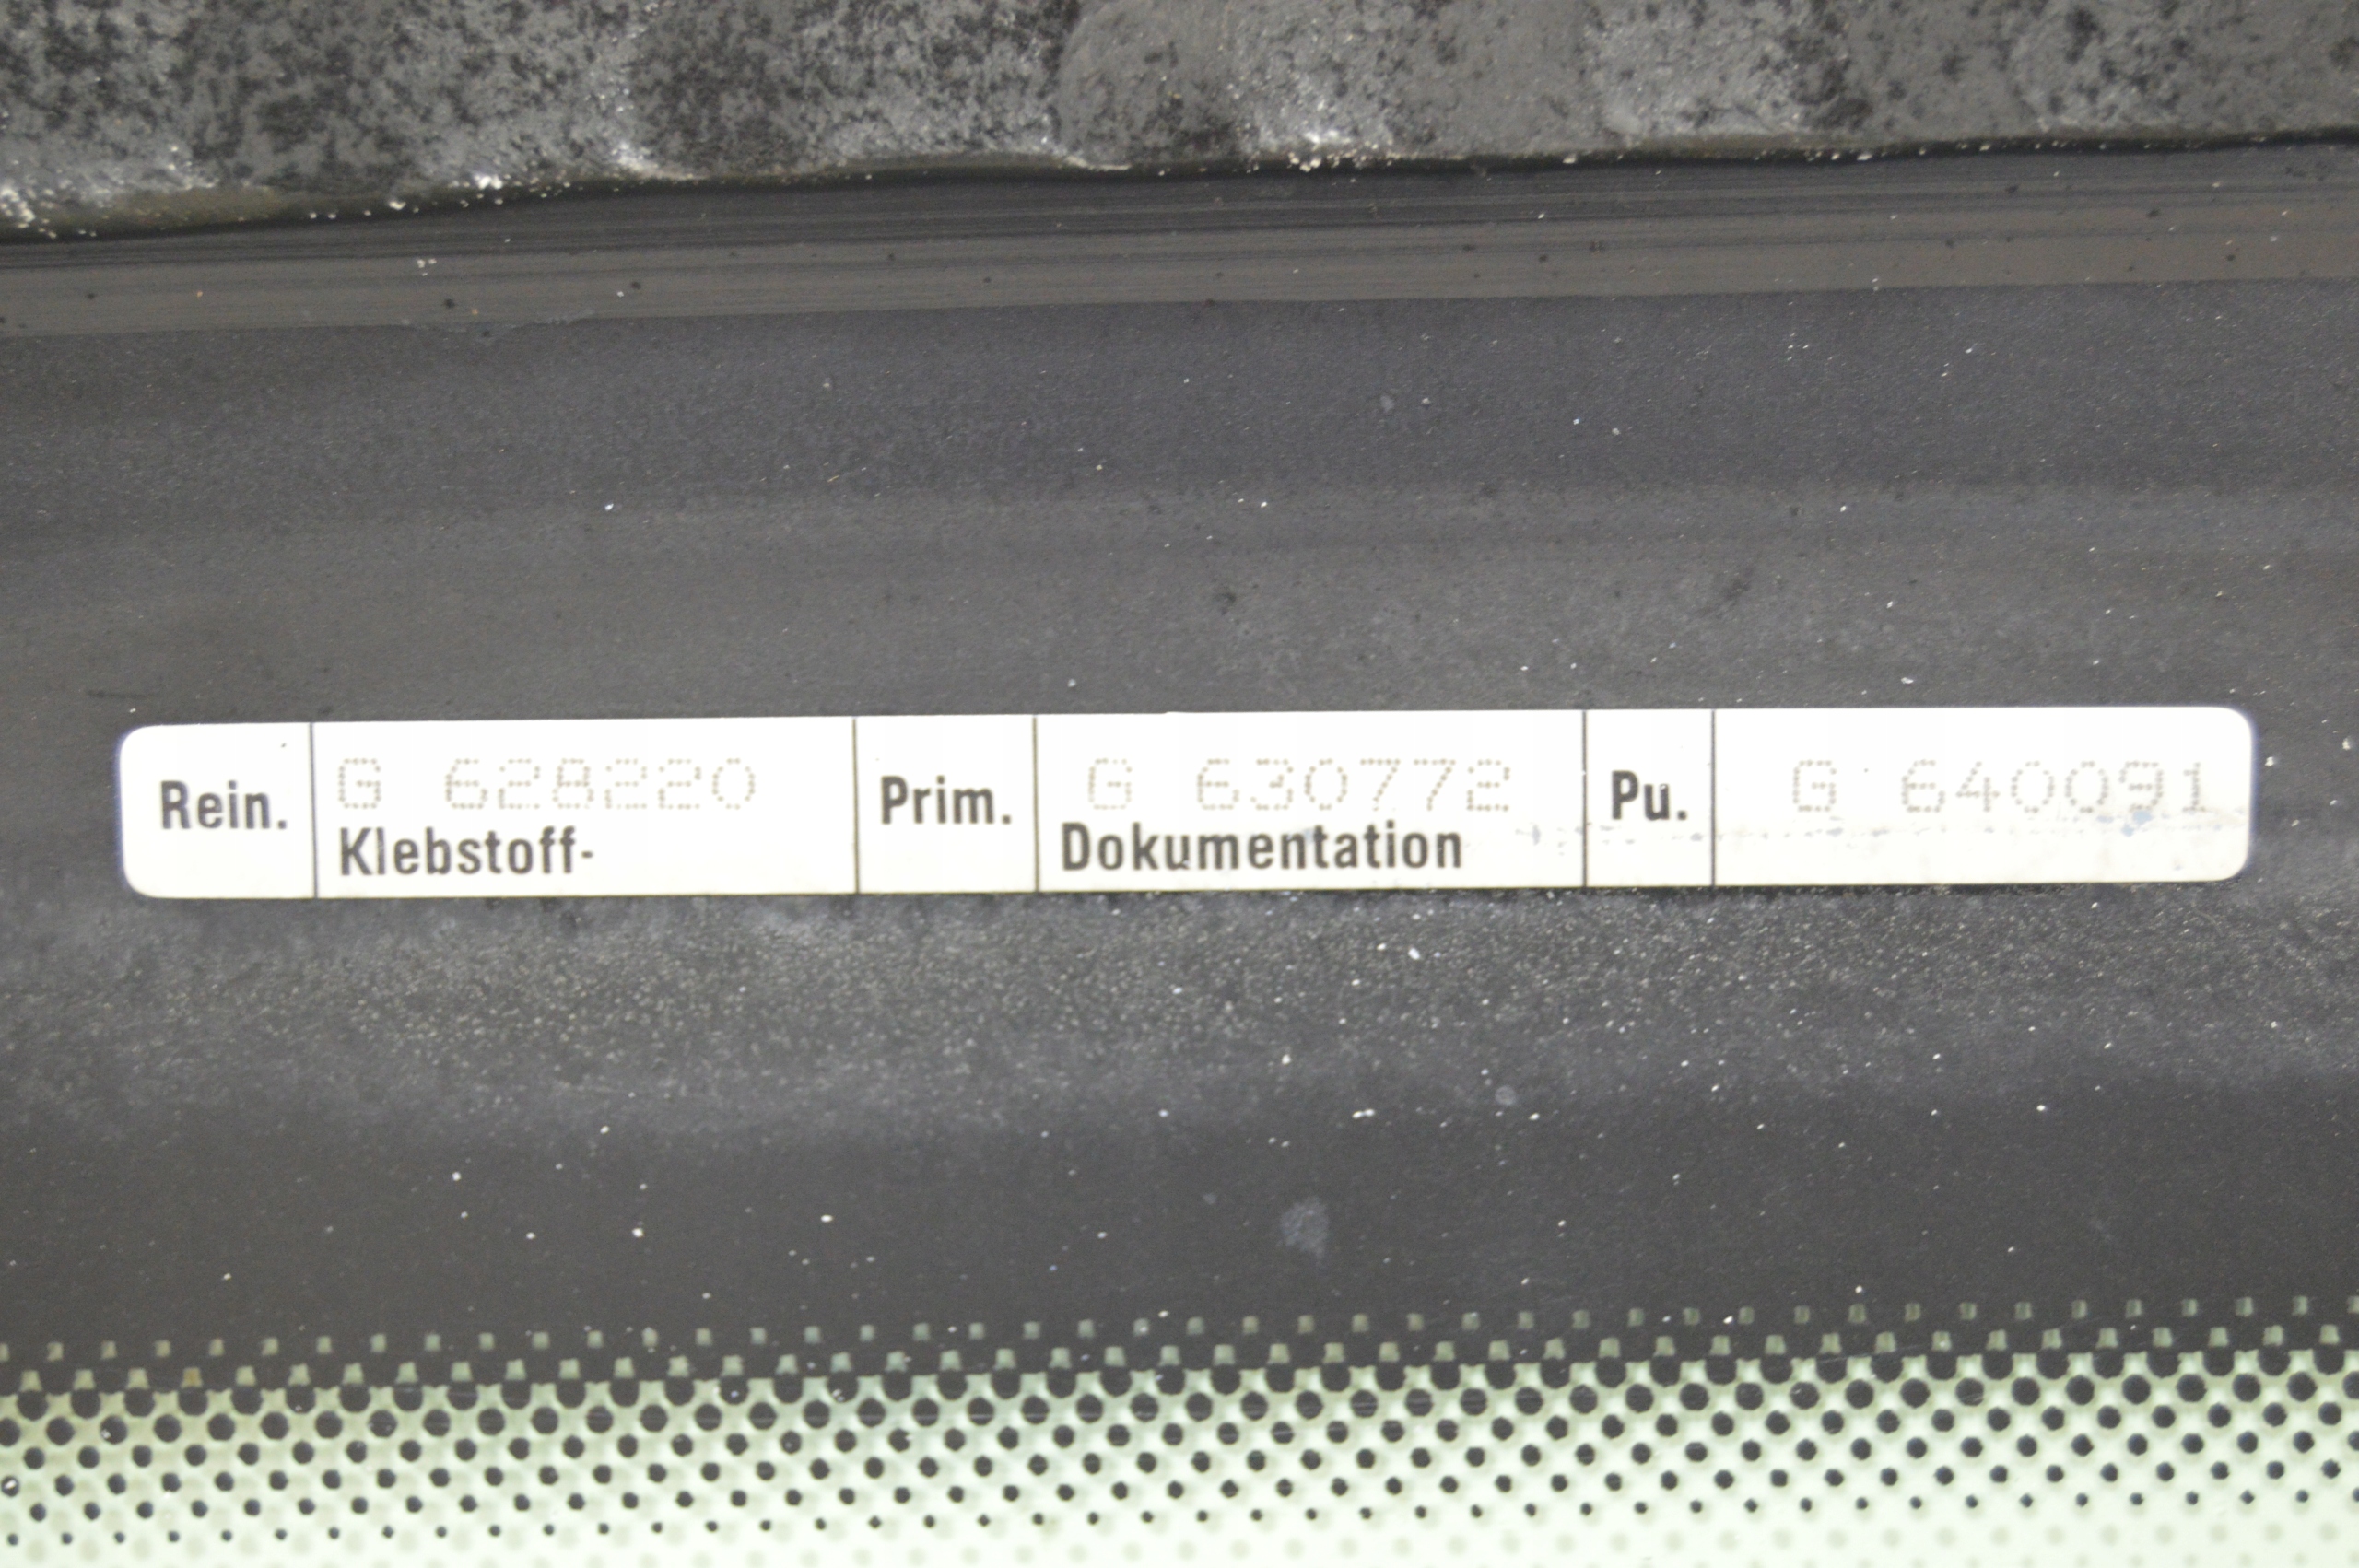 Rein. G 628220 Prim. G 630772 Pu. G 640091
Klebstoff- Dokumentation